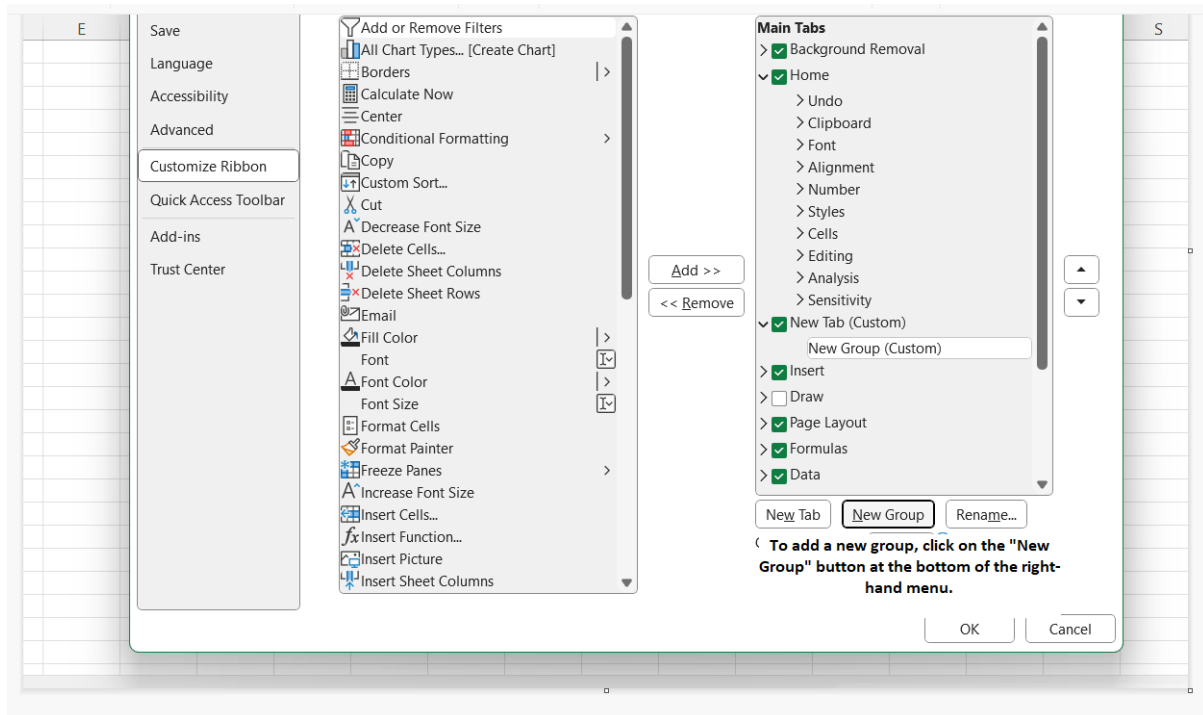 E
S
Save
Language
Accessibility
Advanced
Customize Ribbon
Quick Access Toolbar
Add-ins
Trust Center
Add or Remove Filters
All Chart Types... [Create Chart]
Borders
Calculate Now
Center
Conditional Formatting
Copy
Custom Sort...
Cut
Decrease Font Size
Delete Cells...
Delete Sheet Columns
Delete Sheet Rows
Email
Fill Color
Font
Font Color
Font Size
Format Cells
Format Painter
Freeze Panes
Increase Font Size
Insert Cells...
Insert Function...
Insert Picture
Insert Sheet Columns
Add >>
<< Remove
Main Tabs
Background Removal
Home
Undo
Clipboard
Font
Alignment
Number
Styles
Cells
Editing
Analysis
Sensitivity
New Tab (Custom)
New Group (Custom)
Insert
Draw
Page Layout
Formulas
Data
New Tab
New Group
Rename...
To add a new group, click on the "New
Group" button at the bottom of the right-
hand menu.
OK
Cancel